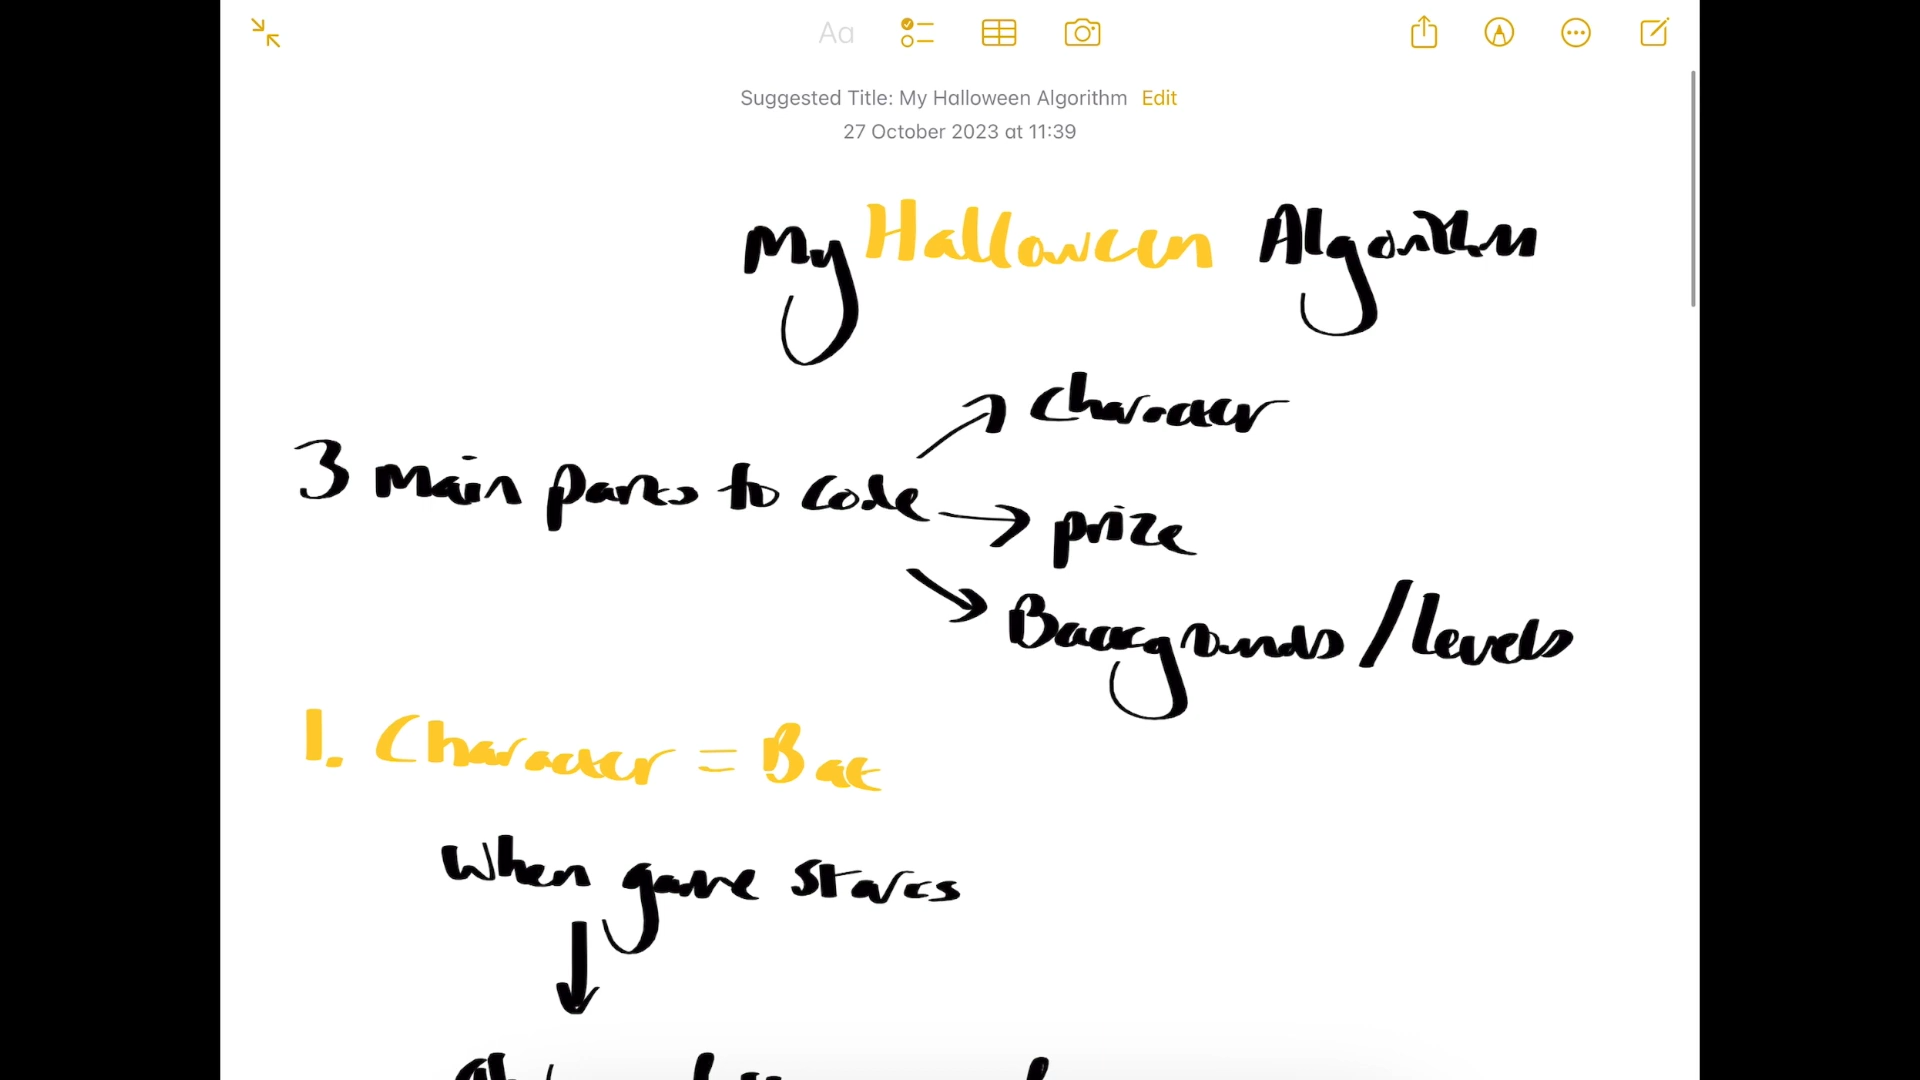 Aa
Suggested Title: My Halloween Algorithm Edit
27 October 2023 at 11:39
My Halloween Algorithm
Character
3 Main parts to code
prize
Backgrounds / levels
1. Character = Bat
When game starts